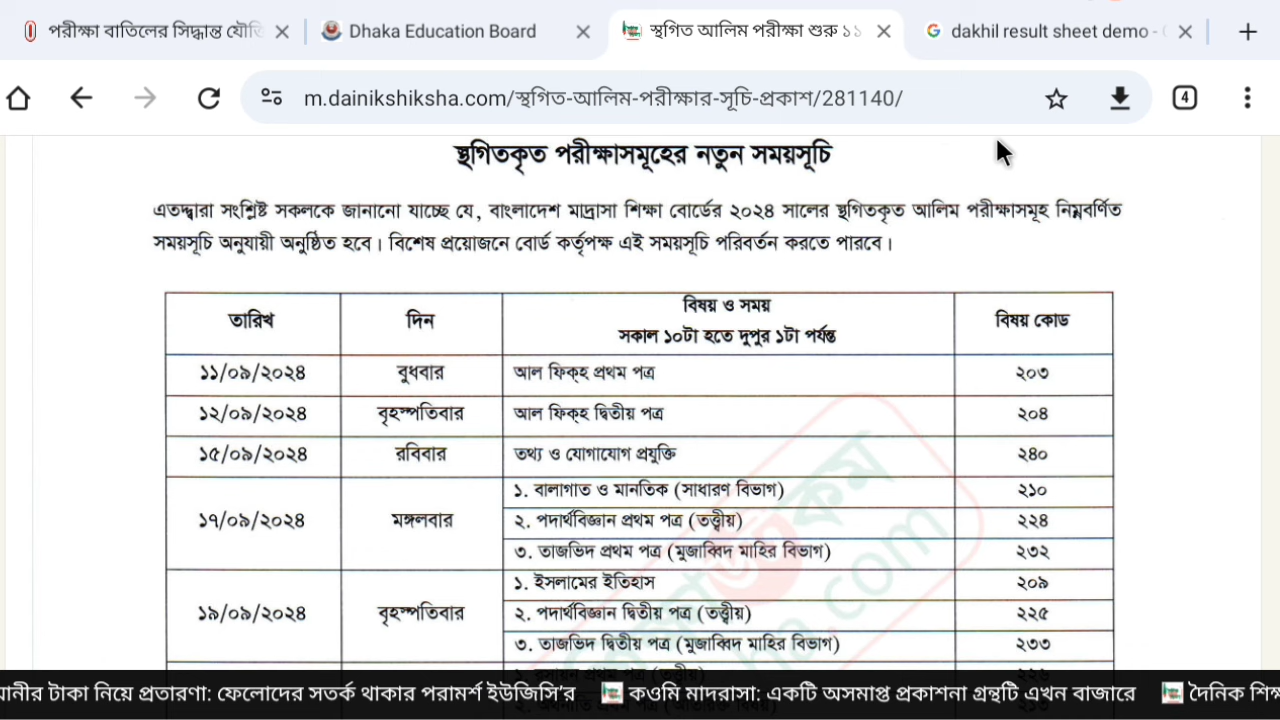 পরীক্ষা বাতিলের সিদ্ধান্ত যৌতি
Dhaka Education Board
স্থগিত আলিম পরীক্ষা শুরু ১১
dakhil result sheet demo -
m.dainikshiksha.com/স্থগিত-আলিম-পরীক্ষার-সূচি-প্রকাশ/281140/
4
স্থগিতকৃত পরীক্ষাসমূহের নতুন সময়সূচি
এতদ্দ্বারা সংশ্লিষ্ট সকলকে জানানো যাচ্ছে যে, বাংলাদেশ মাদ্রাসা শিক্ষা বোর্ডের ২০২৪ সালের স্থগিতকৃত আলিম পরীক্ষাসমূহ নিম্নবর্ণিত
সময়সূচি অনুযায়ী অনুষ্ঠিত হবে। বিশেষ প্রয়োজনে বোর্ড কর্তৃপক্ষ এই সময়সূচি পরিবর্তন করতে পারবে।
তারিখ দিন বিষয় ও সময় বিষয় কোড
সকাল ১০টা হতে দুপুর ১টা পর্যন্ত
১১/০৯/২০২৪ বুধবার আল ফিক্‌হ প্রথম পত্র ২০৩
১২/০৯/২০২৪ বৃহস্পতিবার আল ফিক্‌হ দ্বিতীয় পত্র ২০৪
১৫/০৯/২০২৪ রবিবার তথ্য ও যোগাযোগ প্রযুক্তি ২৪০
১. বালাগাত ও মানতিক (সাধারণ বিভাগ) ২১০
১৭/০৯/২০২৪ মঙ্গলবার ২. পদার্থবিজ্ঞান প্রথম পত্র (তত্ত্বীয়) ২২৪
৩. তাজভিদ প্রথম পত্র (মুজাব্বিদ মাহির বিভাগ) ২৩২
১. ইসলামের ইতিহাস ২০৯
১৯/০৯/২০২৪ বৃহস্পতিবার ২. পদার্থবিজ্ঞান দ্বিতীয় পত্র (তত্ত্বীয়) ২২৫
৩. তাজভিদ দ্বিতীয় পত্র (মুজাব্বিদ মাহির বিভাগ) ২৩৩
মানীর টাকা নিয়ে প্রতারণা: ফেলোদের সতর্ক থাকার পরামর্শ ইউজিসি'র কওমি মাদরাসা: একটি অসমাপ্ত প্রকাশনা গ্রন্থটি এখন বাজারে দৈনিক শিক্ষ